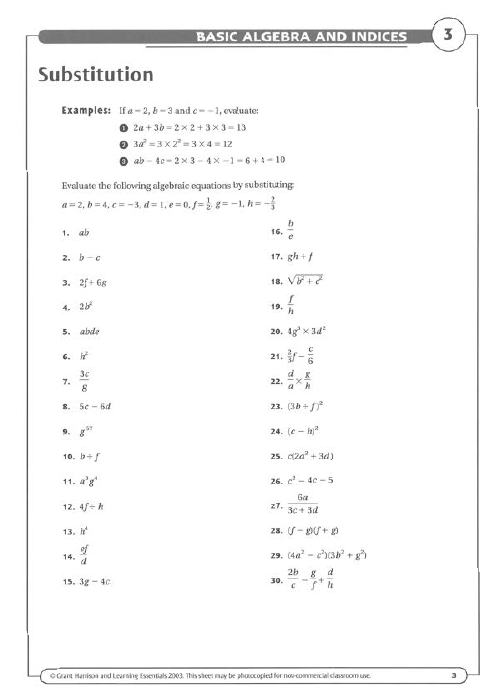 BASIC ALGEBRA AND INDICES
3
Substitution
Examples: If a = 2, b = 3 and c = −1, evaluate:
1 2a + 3b = 2 × 2 + 3 × 3 = 13
2 3a² = 3 × 2² = 3 × 4 = 12
3 ab − 4c = 2 × 3 − 4 × −1 = 6 + 4 = 10
Evaluate the following algebraic equations by substituting:
a = 2, b = 4, c = −3, d = 1, e = 0, f = 1/2, g = −1, h = −2/3
1. ab
2. b − c
3. 2f + 6g
4. 2b²
5. abde
6. h²
7. 3c/g
8. 5c − 6d
9. g⁵⁷
10. b ÷ f
11. a³g⁴
12. 4f ÷ h
13. h⁴
14. ef/d
15. 3g − 4c
16. b/e
17. gh ÷ f
18. √b² + c²
19. f/h
20. 4g³ × 3d²
21. 2/3f − c/6
22. d/a × g/h
23. (3b ÷ f)²
24. (c − h)²
25. c(2a² + 3d)
26. c² − 4c − 5
27. 6a/3c + 3d
28. (f − g)(f + g)
29. (4a² − c²)(3b² + g²)
30. 2b/c − g/f + d/h
© Grant Harrison and Learning Essentials 2003. This sheet may be photocopied for non-commercial classroom use.
3